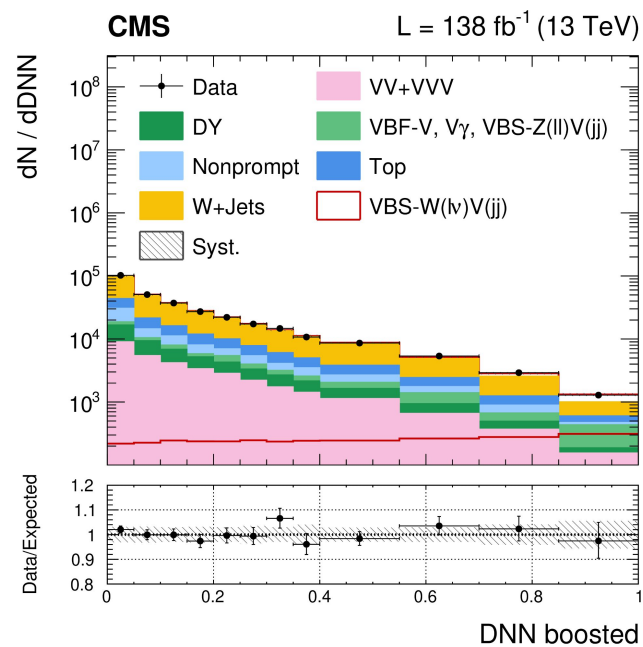 CMS L = 138 fb⁻¹ (13 TeV)
dN / dDNN
10⁸
10⁷
10⁶
10⁵
10⁴
10³
Data
VV+VVV
DY
VBF-V, Vγ, VBS-Z(ll)V(jj)
Nonprompt
Top
W+Jets
VBS-W(lν)V(jj)
Syst.
Data/Expected
1.2
1.1
1
0.9
0.8
0 0.2 0.4 0.6 0.8 1
DNN boosted